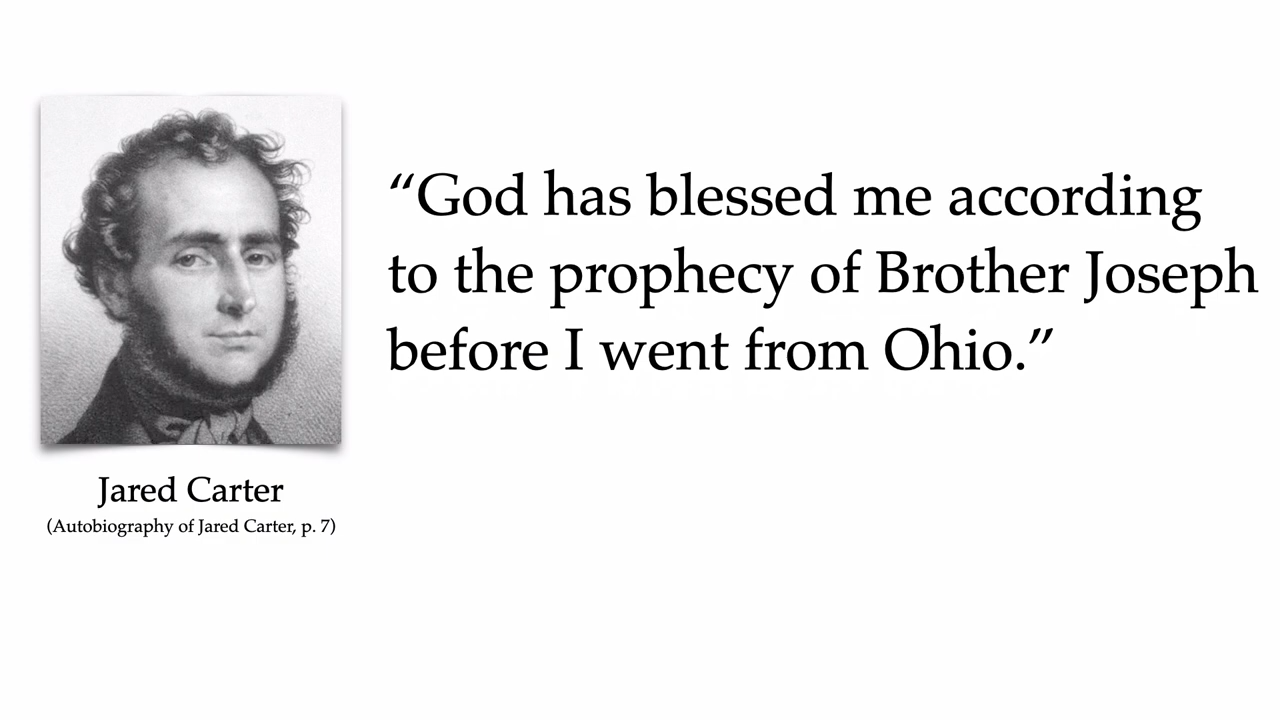 “God has blessed me according
to the prophecy of Brother Joseph
before I went from Ohio.”
Jared Carter
(Autobiography of Jared Carter, p. 7)